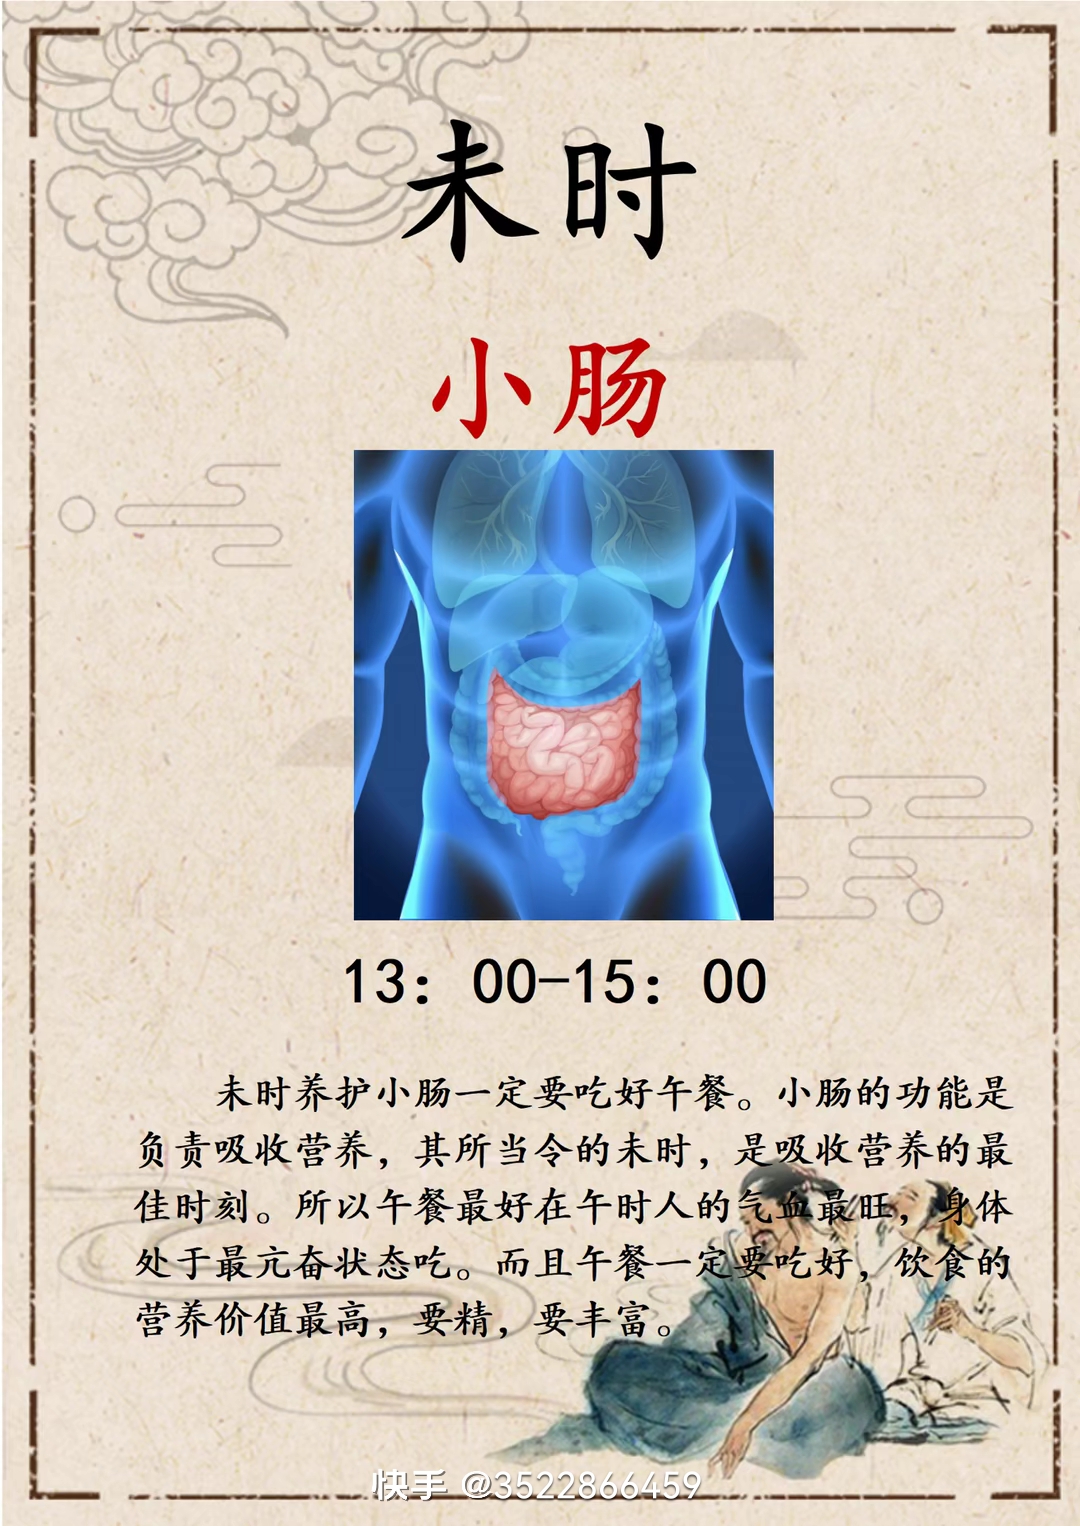 未时
小肠
13：00-15：00
未时养护小肠一定要吃好午餐。小肠的功能是
负责吸收营养，其所当令的未时，是吸收营养的最
佳时刻。所以午餐最好在午时人的气血最旺，身体
处于最亢奋状态吃。而且午餐一定要吃好，饮食的
营养价值最高，要精，要丰富。
快手 @3522866459